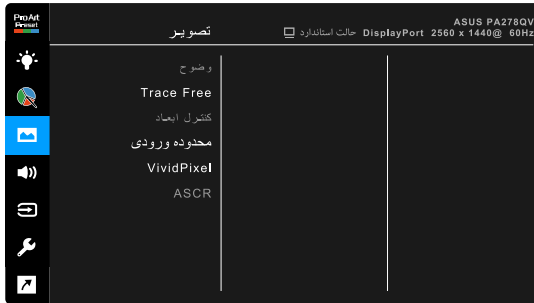 ProArt
Preset
تصویر
ASUS PA278QV
حالت استاندارد DisplayPort 2560 x 1440@ 60Hz
وضوح
Trace Free
کنترل ابعاد
محدوده ورودی
VividPixel
ASCR